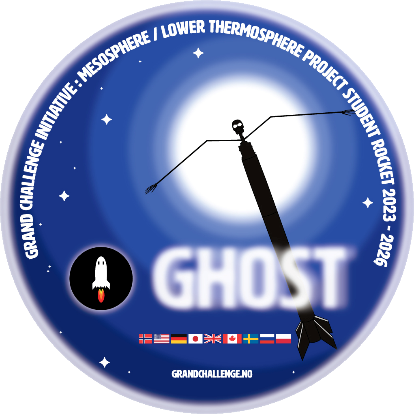 GRAND CHALLENGE INITIATIVE : MESOSPHERE / LOWER THERMOSPHERE PROJECT STUDENT ROCKET 2023 - 2026
GHOST
GRANDCHALLENGE.NO